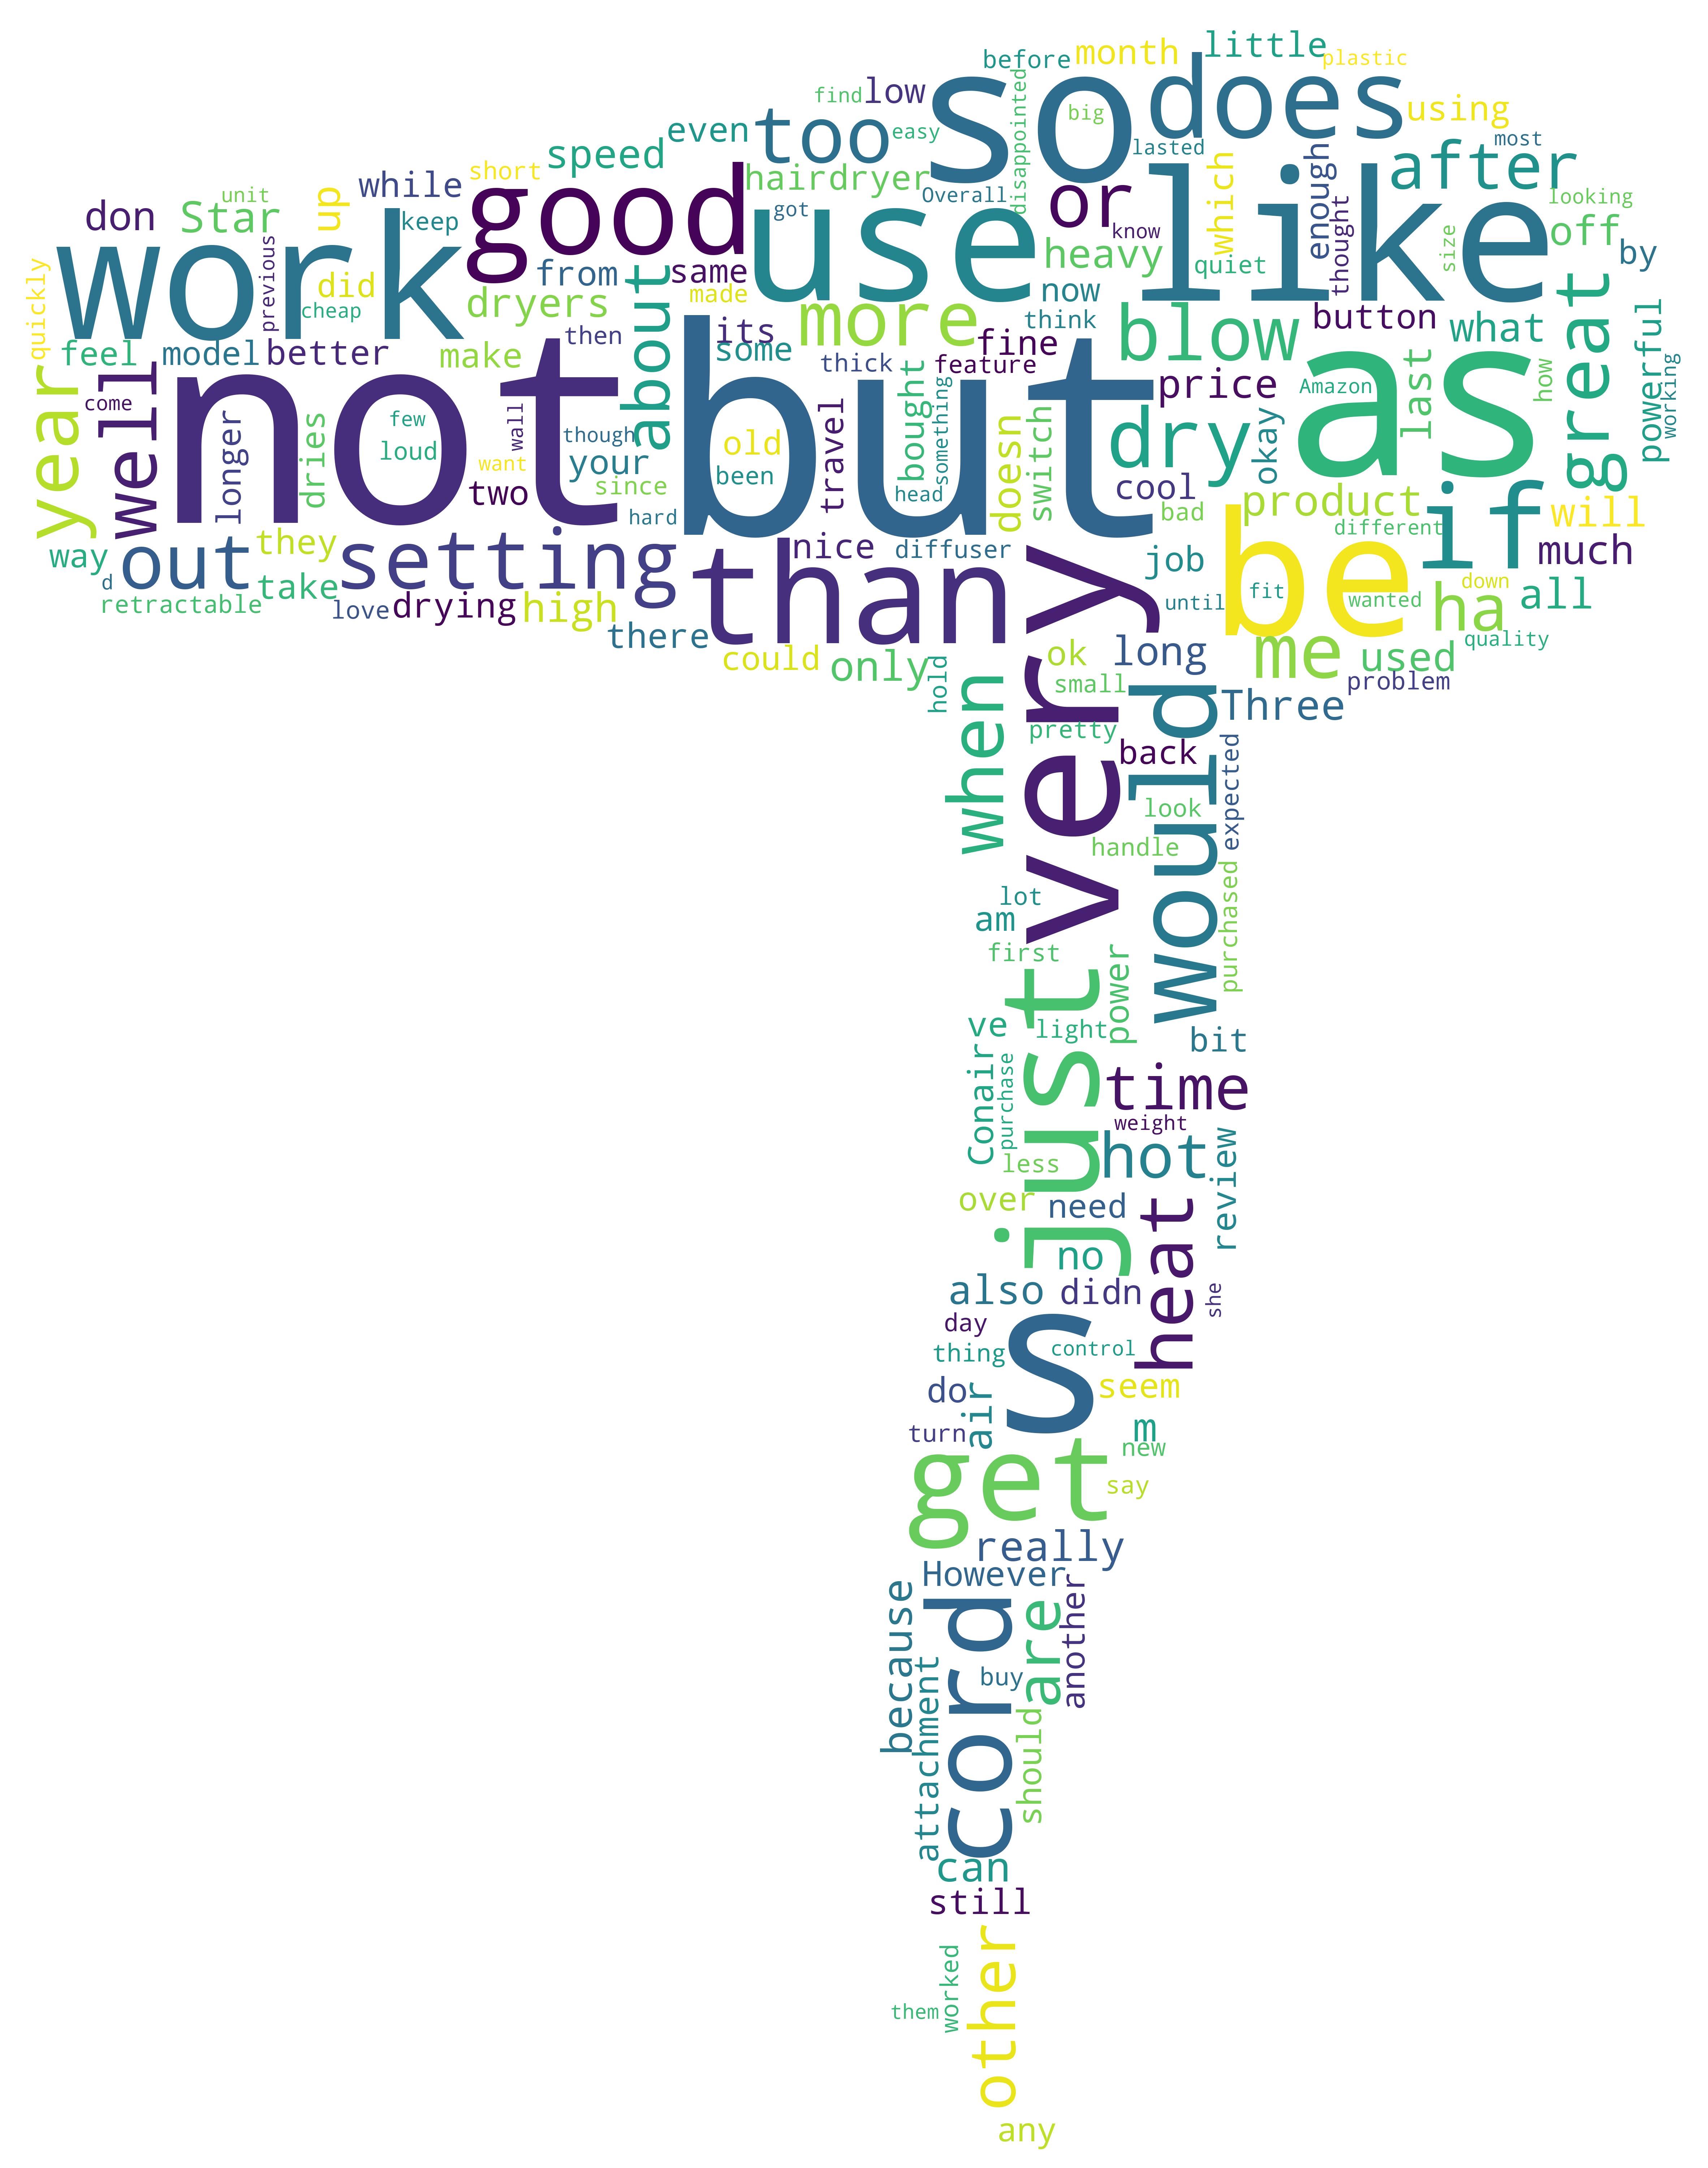 before
month
little
plastic
find
low
so
does
too
big
disappointed
easy
even
speed
using
lasted
most
after
short
good
hairdryer
Overall
use
got
or
know
like
which
enough
thought
looking
unit
don
Star
up
while
keep
work
previous
quickly
did
cheap
from
same
made
about
dryers
heavy
quiet
now
size
off
by
great
powerful
working
feel
model
better
make
then
its
some
more
think
fine
thick
feature
blow
button
what
year
come
well
not
few
loud
longer
dries
wall
want
two
though
your
since
hard
but
old
been
travel
bought
something
head
doesn
switch
price
Amazon
as
last
how
dry
okay
cool
bad
product
different
if
will
much
way
d
out
they
take
retractable
setting
love
drying
high
there
than
nice
diffuser
could
only
hold
very
job
until
be
fit
wanted
down
ha
all
quality
me
used
problem
ok
long
small
Three
when
pretty
would
back
expected
look
handle
purchased
lot
am
first
just
power
ve
light
bit
Conair
purchase
time
weight
less
hot
review
over
need
heat
no
also
didn
she
day
thing
s
control
do
air
seem
turn
m
new
get
say
really
However
because
cord
are
another
buy
attachment
should
can
still
other
worked
them
any